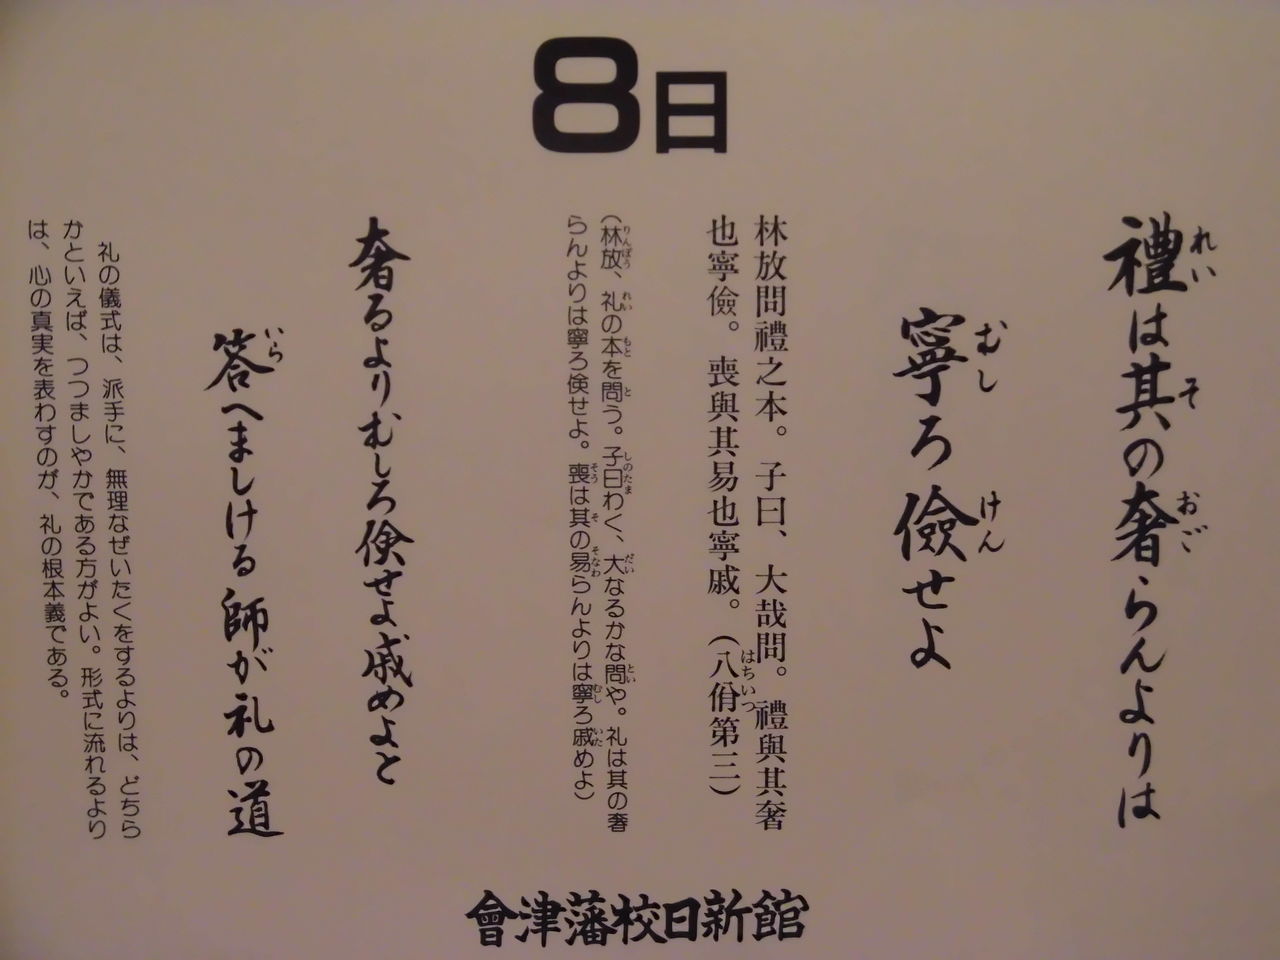 8日
禮は其の奢らんよりは
寧ろ儉せよ
林放問禮之本。子曰、大哉問。禮與其奢
也寧儉。喪與其易也寧戚。(八佾第三)
(林放、礼の本を問う。子曰わく、大なるかな問や。礼は其の奢
らんよりは寧ろ倹せよ。喪は其の易らんよりは寧ろ戚めよ)
奢るよりむしろ倹せよ戚めよと
答へましける師が礼の道
礼の儀式は、派手に、無理なぜいたくをするよりは、どちら
かといえば、つつましやかである方がよい。形式に流れるより
は、心の真実を表わすのが、礼の根本義である。
會津藩校日新館